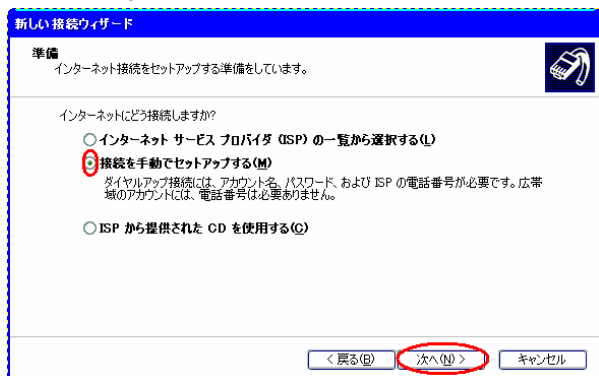 新しい接続ウィザード
準備
インターネット接続をセットアップする準備をしています。
インターネットにどう接続しますか?
インターネット サービス プロバイダ (ISP) の一覧から選択する(L)
接続を手動でセットアップする(M)
ダイヤルアップ接続には、アカウント名、パスワード、および ISP の電話番号が必要です。広帯
域のアカウントには、電話番号は必要ありません。
ISP から提供された CD を使用する(C)
< 戻る(B) 次へ(N) > キャンセル